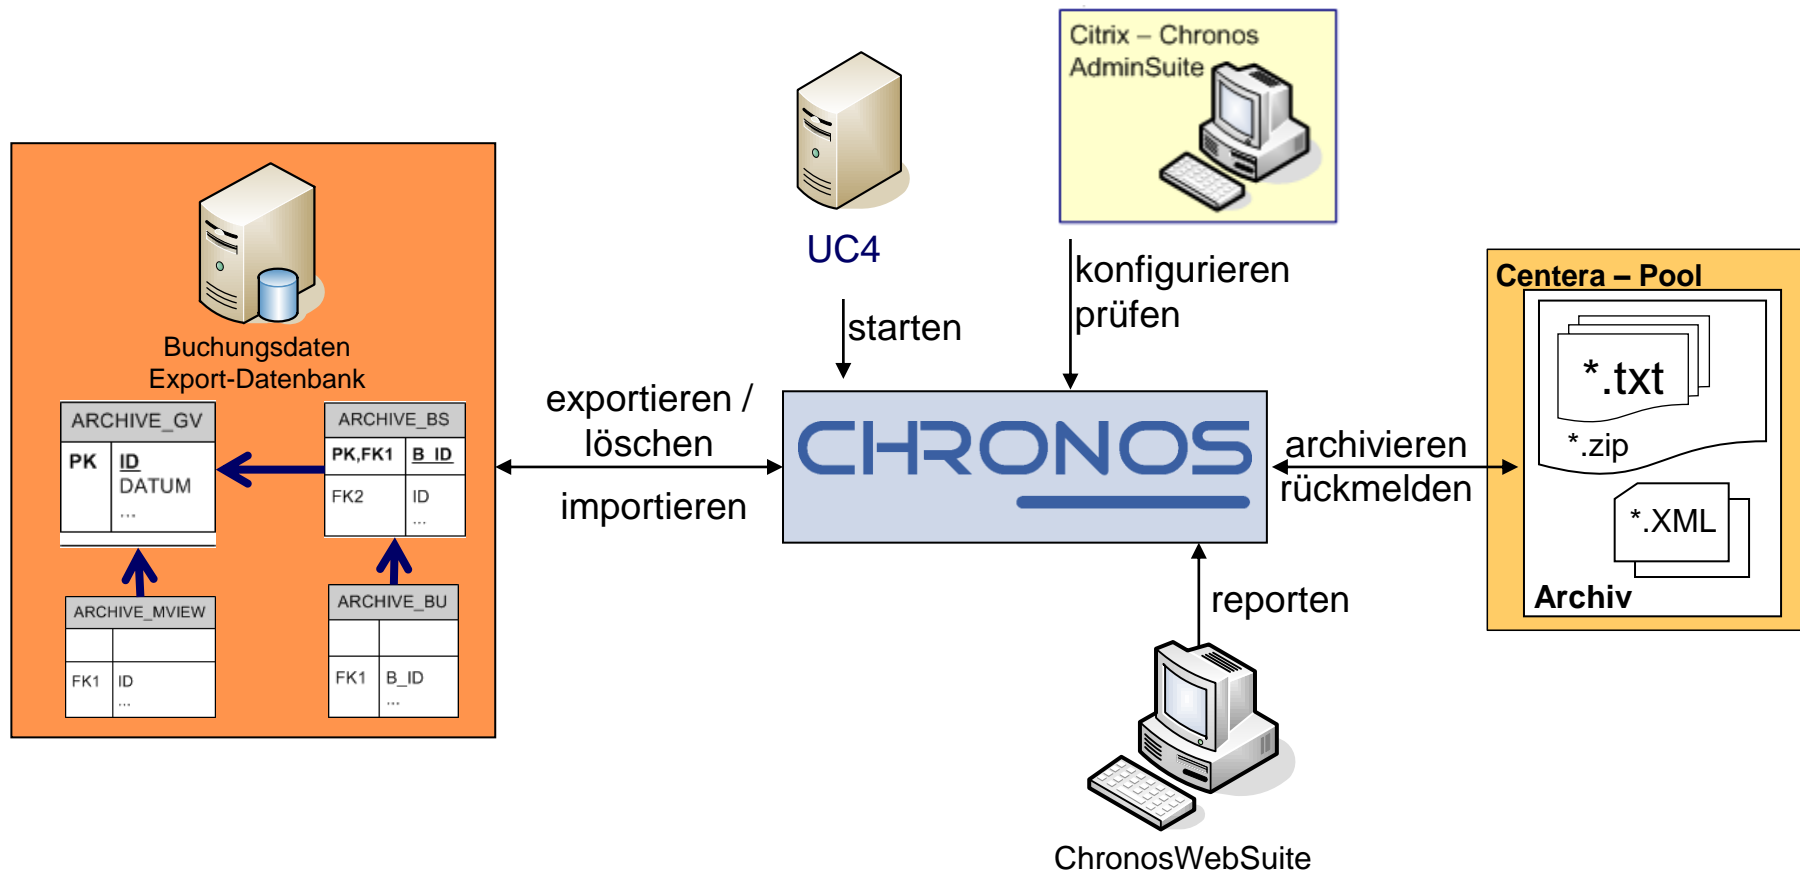 Citrix – Chronos
AdminSuite
UC4
konfigurieren
prüfen
starten
Buchungsdaten
Export-Datenbank
ARCHIVE_GV
PK
ID
DATUM
...
ARCHIVE_BS
PK,FK1
B_ID
FK2
ID
...
ARCHIVE_MVIEW
FK1
ID
...
ARCHIVE_BU
FK1
B_ID
...
exportieren /
löschen
importieren
CHRONOS
archivieren
rückmelden
Centera – Pool
*.txt
*.zip
*.XML
Archiv
reporten
ChronosWebSuite